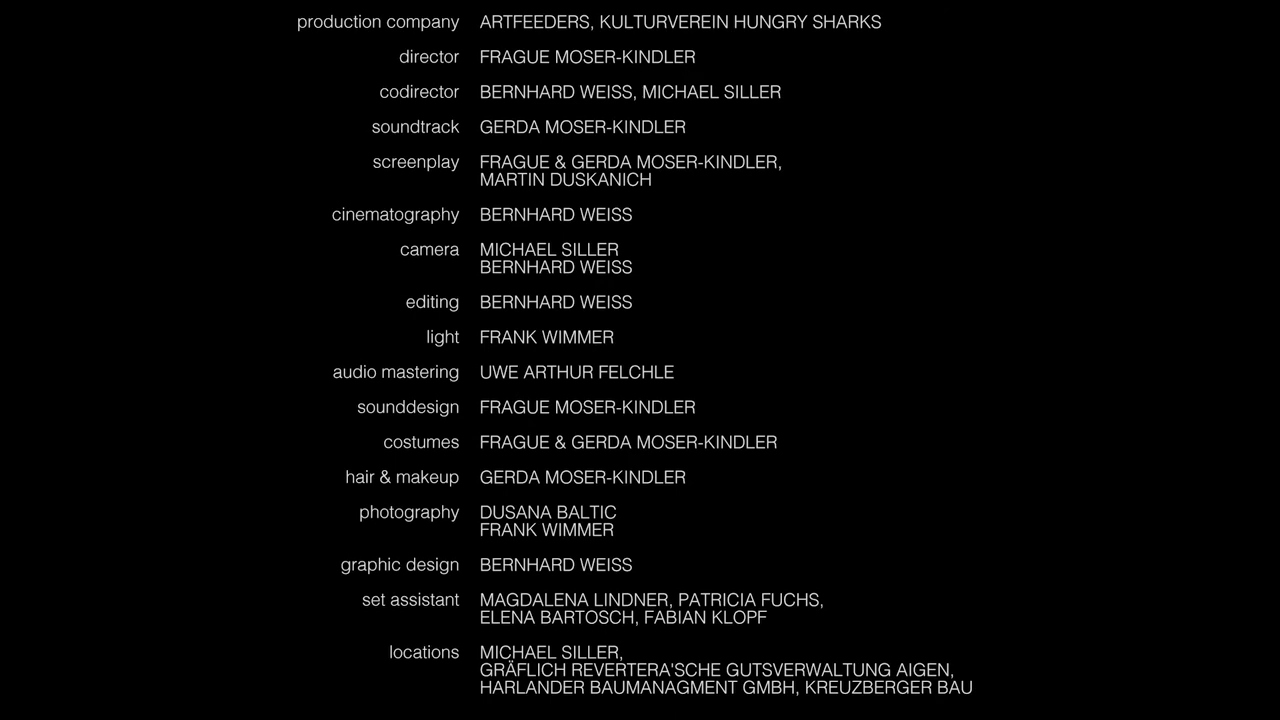 production company ARTFEEDERS, KULTURVEREIN HUNGRY SHARKS
director FRAGUE MOSER-KINDLER
codirector BERNHARD WEISS, MICHAEL SILLER
soundtrack GERDA MOSER-KINDLER
screenplay FRAGUE & GERDA MOSER-KINDLER,
MARTIN DUSKANICH
cinematography BERNHARD WEISS
camera MICHAEL SILLER
BERNHARD WEISS
editing BERNHARD WEISS
light FRANK WIMMER
audio mastering UWE ARTHUR FELCHLE
sounddesign FRAGUE MOSER-KINDLER
costumes FRAGUE & GERDA MOSER-KINDLER
hair & makeup GERDA MOSER-KINDLER
photography DUSANA BALTIC
FRANK WIMMER
graphic design BERNHARD WEISS
set assistant MAGDALENA LINDNER, PATRICIA FUCHS,
ELENA BARTOSCH, FABIAN KLOPF
locations MICHAEL SILLER,
GRÄFLICH REVERTERA'SCHE GUTSVERWALTUNG AIGEN,
HARLANDER BAUMANAGMENT GMBH, KREUZBERGER BAU